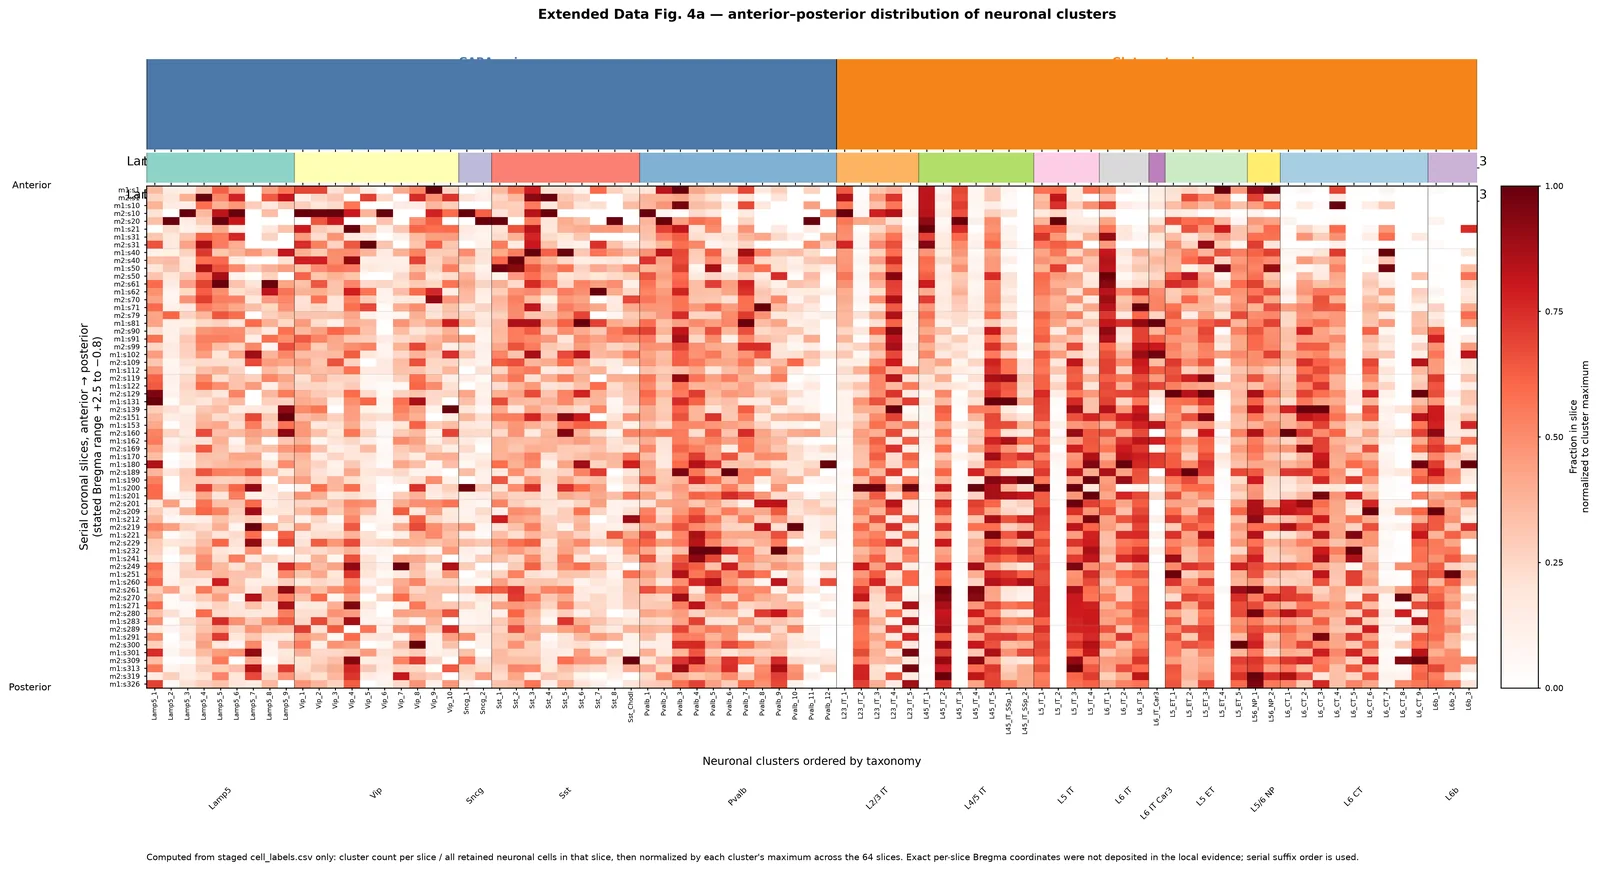 Extended Data Fig. 4a — anterior–posterior distribution of neuronal clusters
Lar
3
Anterior
Lam
3
m1:s1
m1:s10
m2:s10
m2:s20
m1:s21
m1:s31
m2:s31
m1:s40
m2:s40
m1:s50
m2:s50
m2:s61
m1:s62
m2:s70
m1:s71
m2:s79
m1:s81
m2:s90
m1:s91
m2:s99
m1:s102
m2:s109
m1:s112
m2:s119
m1:s122
m2:s129
m1:s131
m2:s139
m2:s151
m1:s153
m2:s160
m1:s162
m2:s169
m1:s170
m1:s180
m2:s189
m1:s190
m1:s200
m1:s201
m2:s201
m2:s209
m1:s212
m2:s219
m1:s221
m2:s229
m1:s232
m1:s241
m2:s249
m1:s251
m1:s260
m2:s261
m2:s270
m1:s271
m2:s280
m1:s283
m2:s289
m1:s291
m2:s300
m1:s301
m2:s309
m1:s313
m2:s319
m1:s326
Posterior
Serial coronal slices, anterior → posterior
(stated Bregma range +2.5 to −0.8)
Lamp5_1
Lamp5_2
Lamp5_3
Lamp5_4
Lamp5_5
Lamp5_6
Lamp5_7
Lamp5_8
Lamp5_9
Vip_1
Vip_2
Vip_3
Vip_4
Vip_5
Vip_6
Vip_7
Vip_8
Vip_9
Vip_10
Sncg_1
Sncg_2
Sst_1
Sst_2
Sst_3
Sst_4
Sst_5
Sst_6
Sst_7
Sst_8
Sst_Chodl
Pvalb_1
Pvalb_2
Pvalb_3
Pvalb_4
Pvalb_5
Pvalb_6
Pvalb_7
Pvalb_8
Pvalb_9
Pvalb_10
Pvalb_11
Pvalb_12
L23_IT_1
L23_IT_2
L23_IT_3
L23_IT_4
L23_IT_5
L45_IT_1
L45_IT_2
L45_IT_3
L45_IT_4
L45_IT_5
L45_IT_SSp_1
L45_IT_SSp_2
L5_IT_1
L5_IT_2
L5_IT_3
L5_IT_4
L6_IT_1
L6_IT_2
L6_IT_3
L6_IT_Car3
L5_ET_1
L5_ET_2
L5_ET_3
L5_ET_4
L5_ET_5
L56_NP_1
L56_NP_2
L6_CT_1
L6_CT_2
L6_CT_3
L6_CT_4
L6_CT_5
L6_CT_6
L6_CT_7
L6_CT_8
L6_CT_9
L6b_1
L6b_2
L6b_3
1.00
0.75
0.50
0.25
0.00
Fraction in slice
normalized to cluster maximum
Neuronal clusters ordered by taxonomy
Lamp5
Vip
Sncg
Sst
Pvalb
L2/3 IT
L4/5 IT
L5 IT
L6 IT
L6 IT Car3
L5 ET
L5/6 NP
L6 CT
L6b
Computed from staged cell_labels.csv only: cluster count per slice / all retained neuronal cells in that slice, then normalized by each cluster's maximum across the 64 slices. Exact per-slice Bregma coordinates were not deposited in the local evidence; serial suffix order is used.